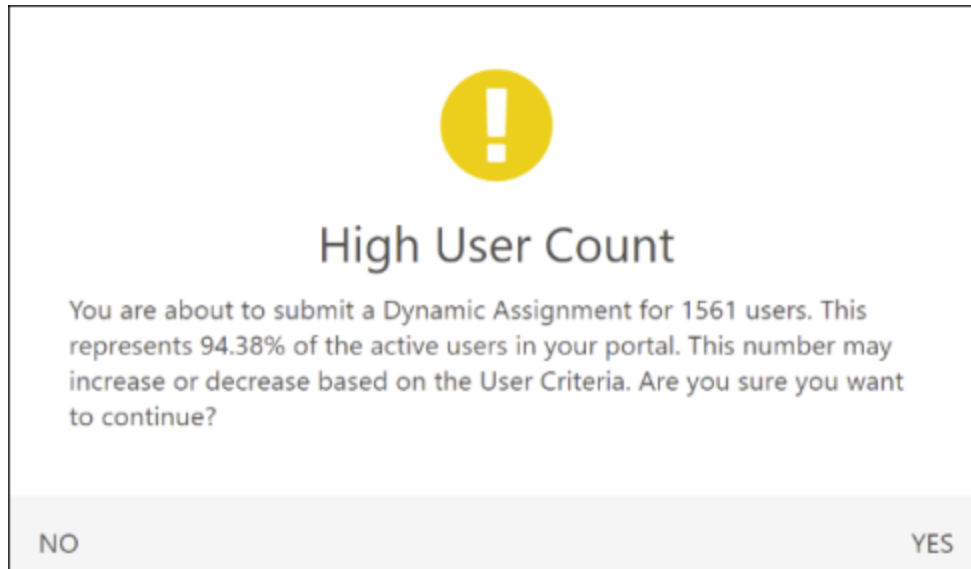 !
High User Count
You are about to submit a Dynamic Assignment for 1561 users. This
represents 94.38% of the active users in your portal. This number may
increase or decrease based on the User Criteria. Are you sure you want
to continue?
NO YES